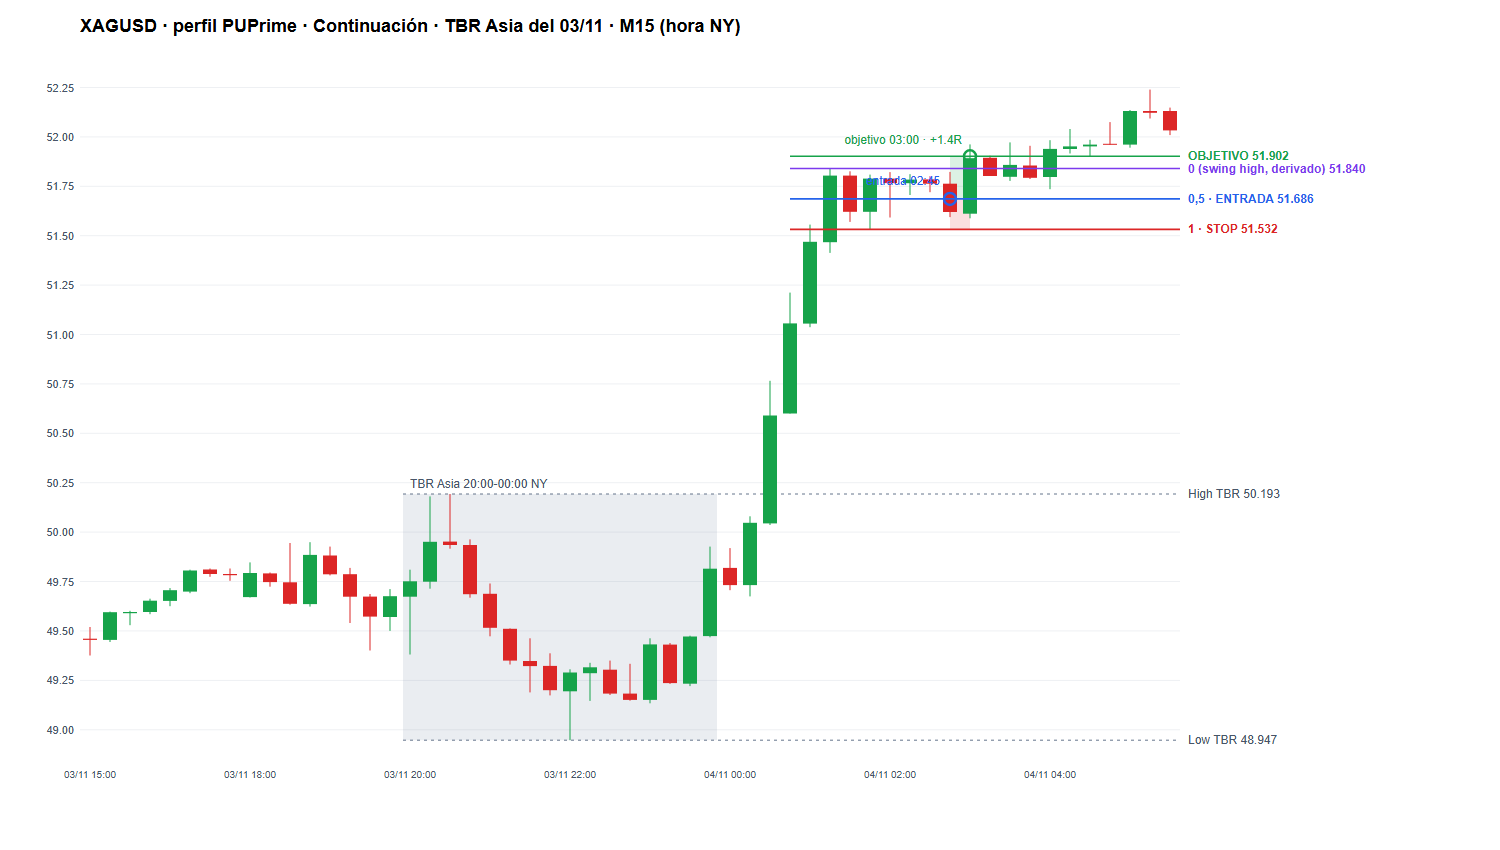 XAGUSD · perfil PUPrime · Continuación · TBR Asia del 03/11 · M15 (hora NY)
52.25
52.00
51.75
51.50
51.25
51.00
50.75
50.50
50.25
50.00
49.75
49.50
49.25
49.00
objetivo 03:00 · +1.4R
entrada 02:45
OBJETIVO 51.902
0 (swing high, derivado) 51.840
0,5 · ENTRADA 51.686
1 · STOP 51.532
TBR Asia 20:00-00:00 NY
High TBR 50.193
Low TBR 48.947
03/11 15:00
03/11 18:00
03/11 20:00
03/11 22:00
04/11 00:00
04/11 02:00
04/11 04:00